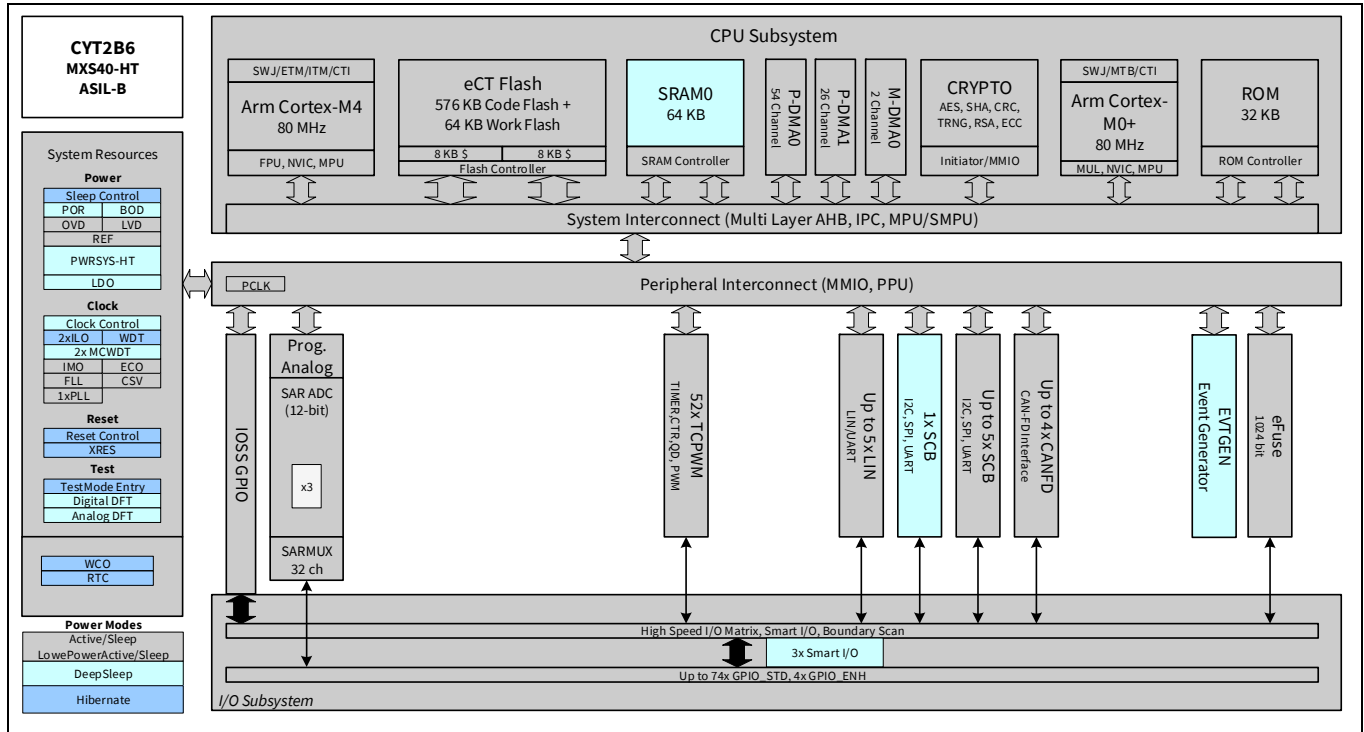 CYT2B6
MXS40-HT
ASIL-B
System Resources
Power
Sleep Control
POR BOD
OVD LVD
REF
PWRSYS-HT
LDO
Clock
Clock Control
2xILO WDT
2x MCWDT
IMO ECO
FLL CSV
1xPLL
Reset
Reset Control
XRES
Test
TestMode Entry
Digital DFT
Analog DFT
WCO
RTC
Power Modes
Active/Sleep
LowePowerActive/Sleep
DeepSleep
Hibernate
CPU Subsystem
SWJ/ETM/ITM/CTI
Arm Cortex-M4
80 MHz
FPU, NVIC, MPU
eCT Flash
576 KB Code Flash +
64 KB Work Flash
8 KB $ 8 KB $
Flash Controller
SRAM0
64 KB
SRAM Controller
P-DMA0
54 Channel
P-DMA1
26 Channel
M-DMA0
2 Channel
CRYPTO
AES, SHA, CRC,
TRNG, RSA, ECC
Initiator/MMIO
SWJ/MTB/CTI
Arm Cortex-
M0+
80 MHz
MUL, NVIC, MPU
ROM
32 KB
ROM Controller
System Interconnect (Multi Layer AHB, IPC, MPU/SMPU)
PCLK
Peripheral Interconnect (MMIO, PPU)
IOSS GPIO
Prog.
Analog
SAR ADC
(12-bit)
x3
SARMUX
32 ch
52x TCPWM
TIMER,CTR,QD, PWM
Up to 5x LIN
LIN/UART
1x SCB
I2C, SPI, UART
Up to 5x SCB
I2C, SPI, UART
Up to 4x CANFD
CAN-FD Interface
EVTGEN
Event Generator
eFuse
1024 bit
High Speed I/O Matrix, Smart I/O, Boundary Scan
3x Smart I/O
Up to 74x GPIO_STD, 4x GPIO_ENH
I/O Subsystem